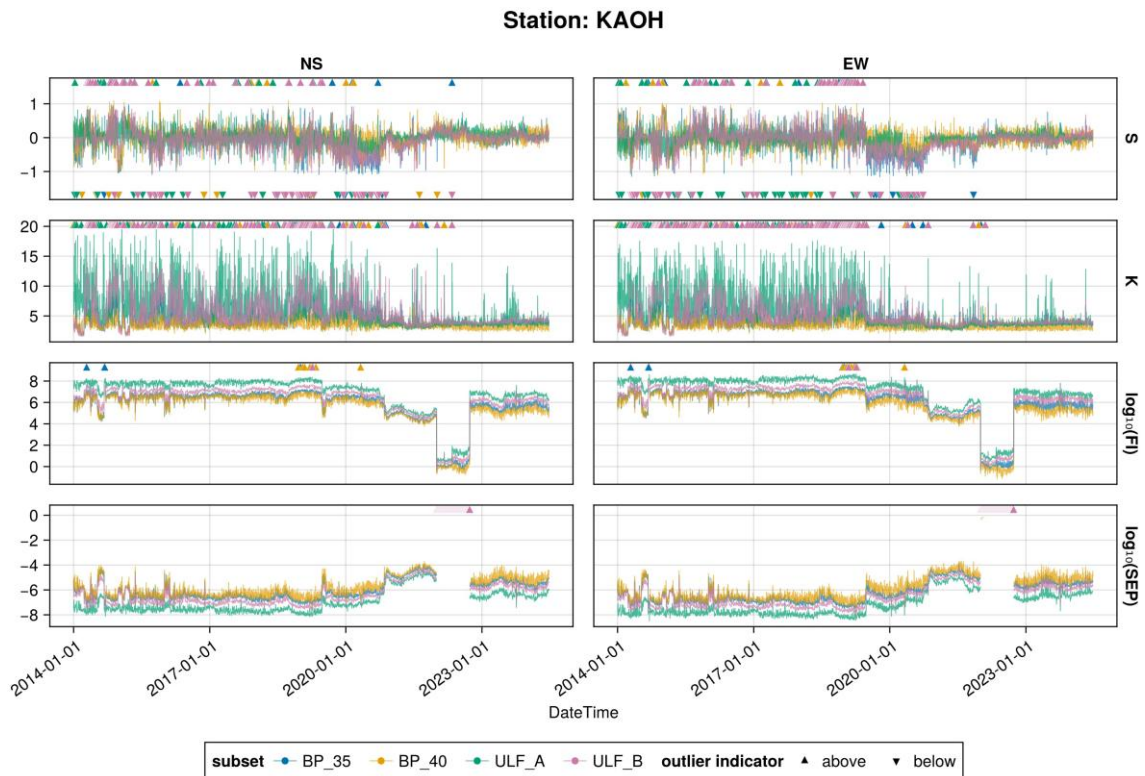 Station: KAOH
NS
EW
1
0
−1
S
20
15
10
5
K
8
6
4
2
0
log₁₀(FI)
0
−2
−4
−6
−8
log₁₀(SEP)
2014-01-01
2017-01-01
2020-01-01
2023-01-01
2014-01-01
2017-01-01
2020-01-01
2023-01-01
DateTime
subset BP_35 BP_40 ULF_A ULF_B outlier indicator above below